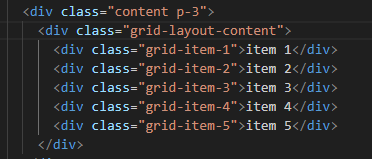 <div class="content p-3">
<div class="grid-layout-content">
<div class="grid-item-1">item 1</div>
<div class="grid-item-2">item 2</div>
<div class="grid-item-3">item 3</div>
<div class="grid-item-4">item 4</div>
<div class="grid-item-5">item 5</div>
</div>